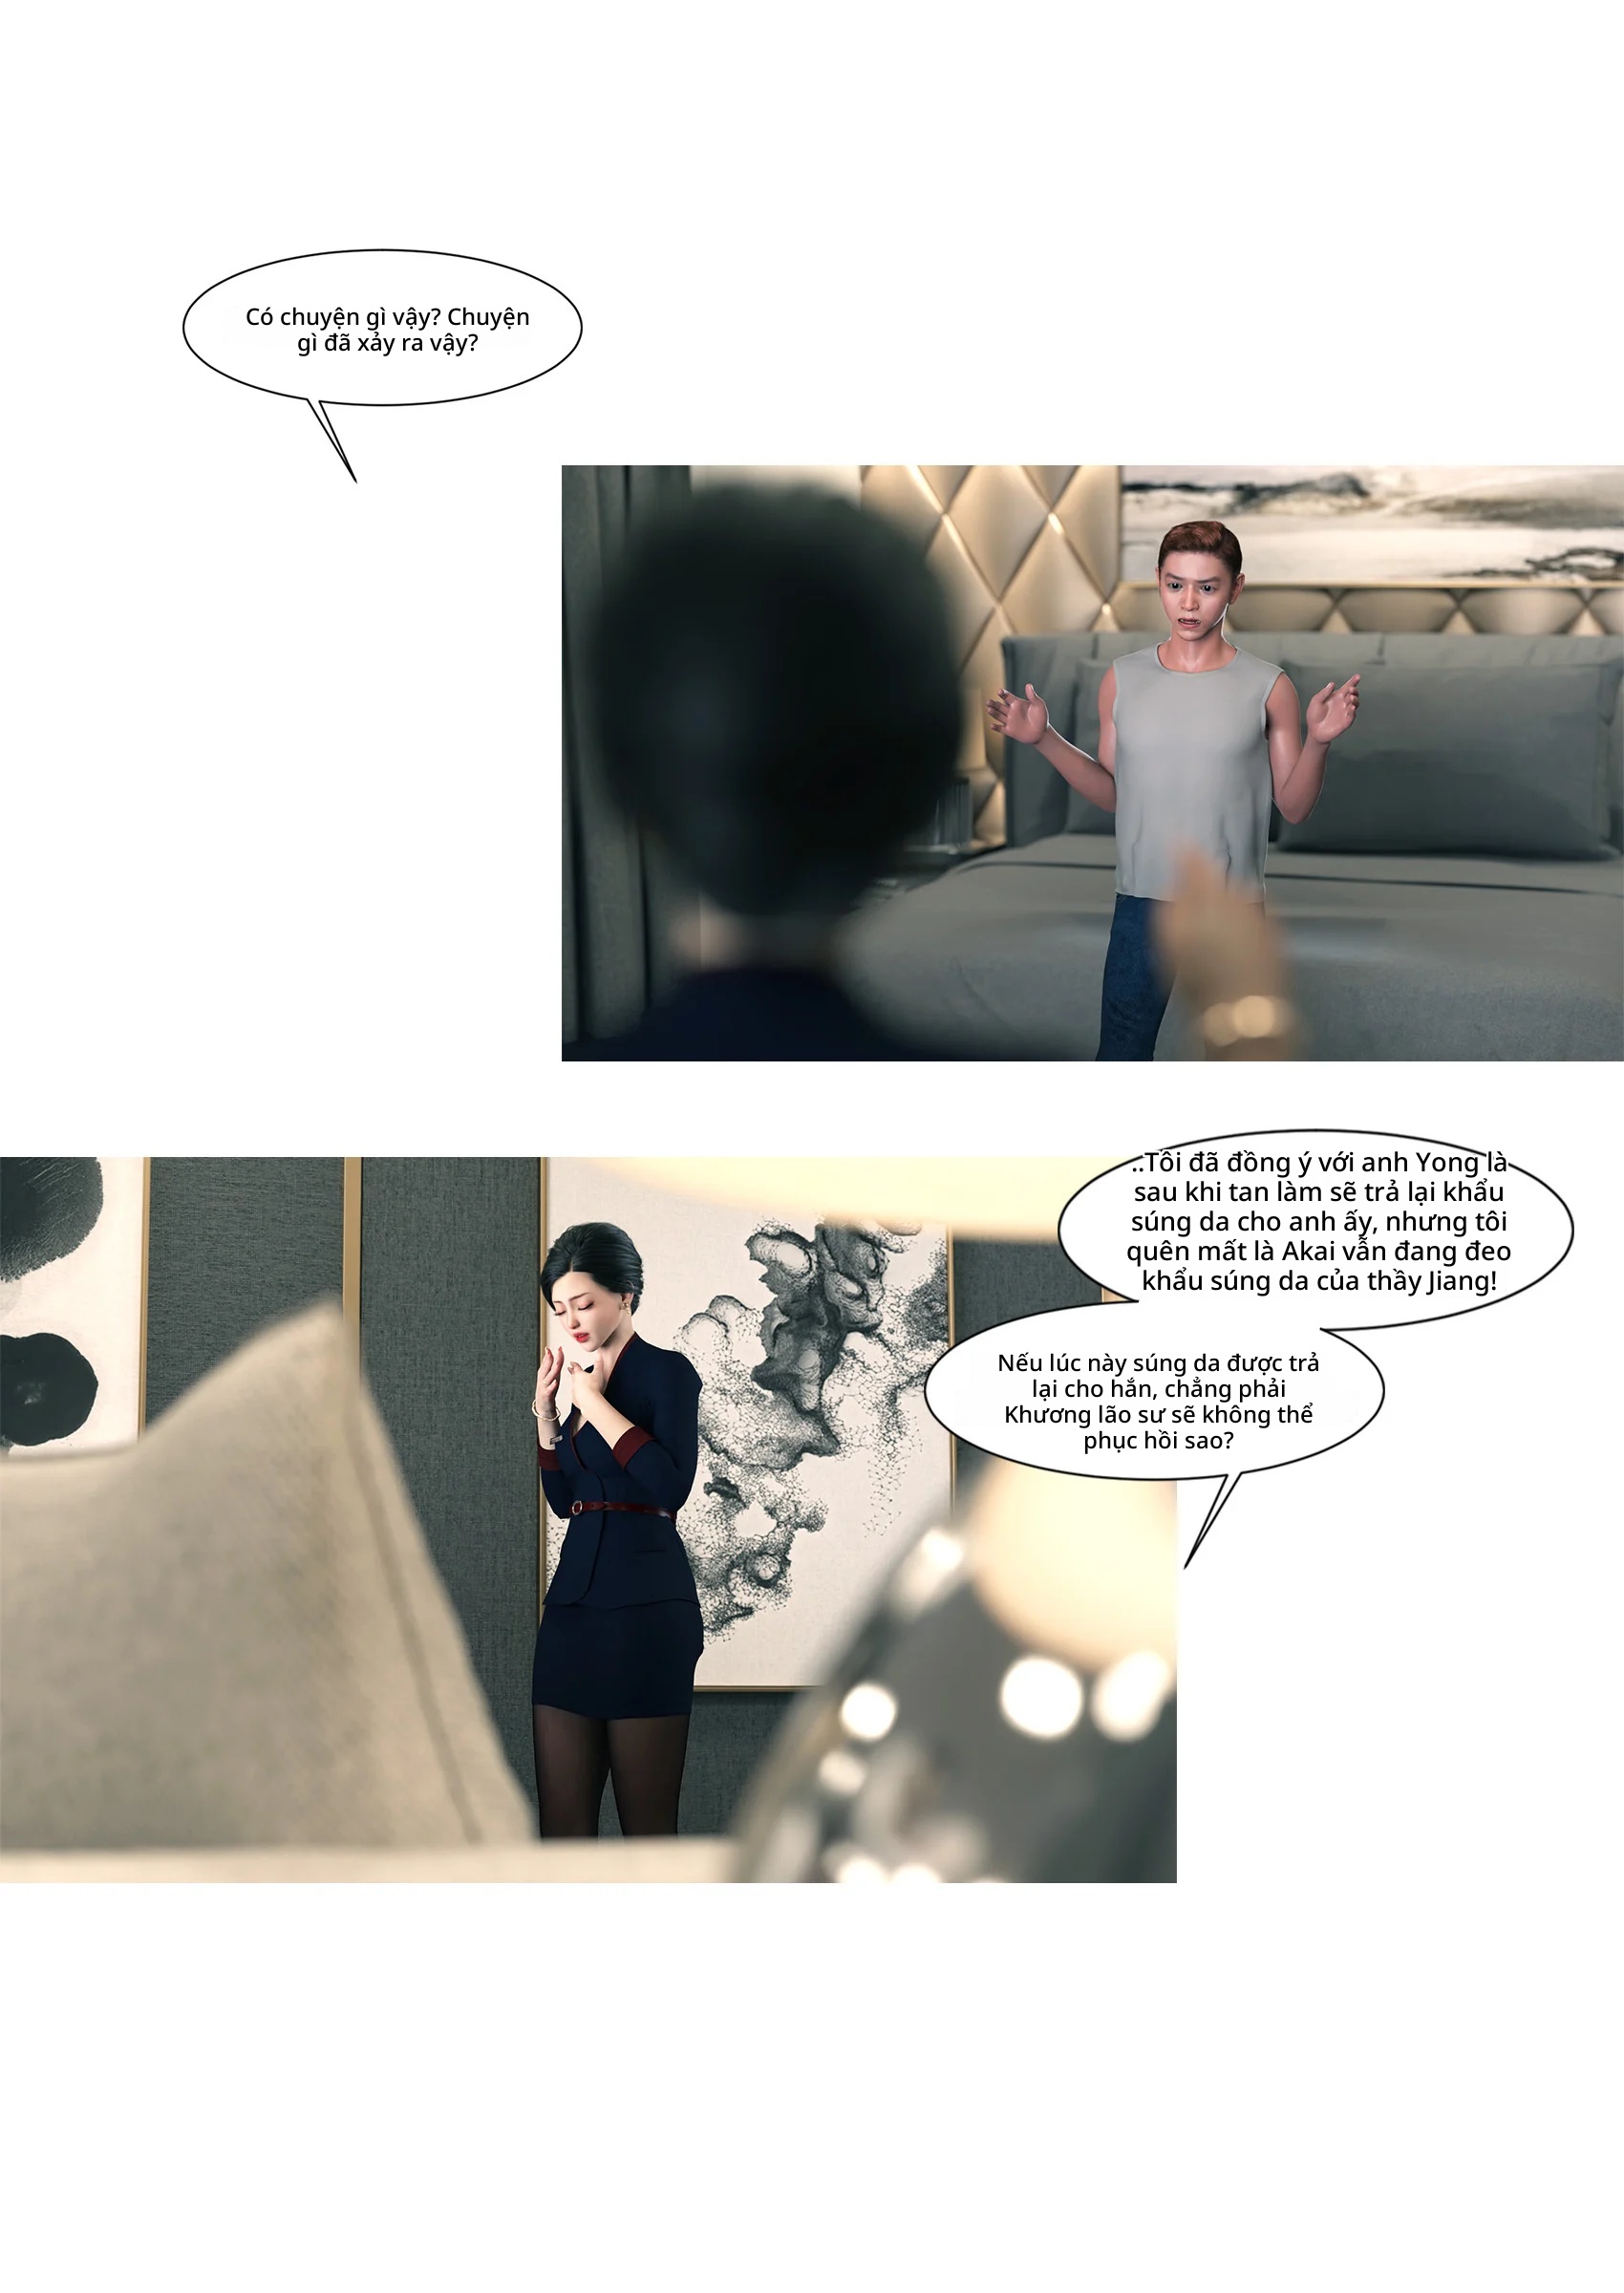 Có chuyện gì vậy? Chuyện
gì đã xảy ra vậy?
..Tôi đã đồng ý với anh Yong là
sau khi tan làm sẽ trả lại khẩu
súng da cho anh ấy, nhưng tôi
quên mất là Akai vẫn đang đeo
khẩu súng da của thầy Jiang!
Nếu lúc này súng da được trả
lại cho hắn, chẳng phải
Khương lão sư sẽ không thể
phục hồi sao?